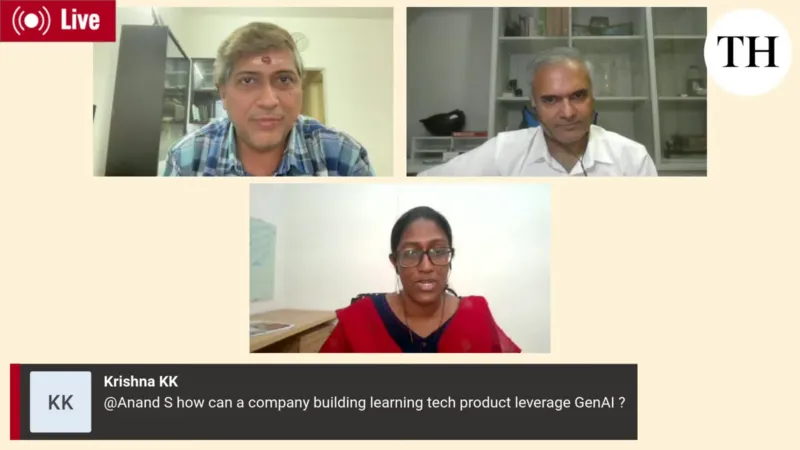 Live
TH
KK
Krishna KK
@Anand S how can a company building learning tech product leverage GenAI ?